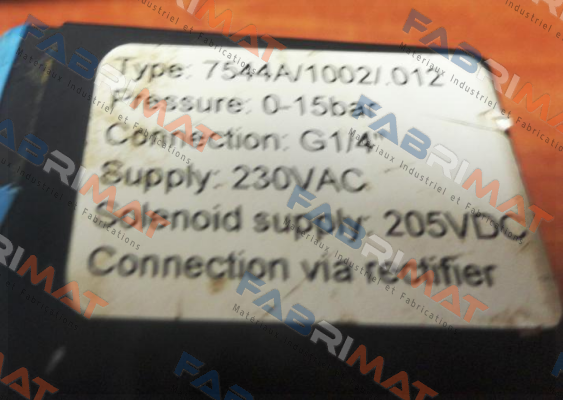 Type: 7544A/1002/.012
Pressure: 0-15bar
Connection: G1/4"
Supply: 230VAC
Solenoid supply: 205VDC
Connection via rectifier
FABRIMAT
Matériaux Industriel et Fabrications